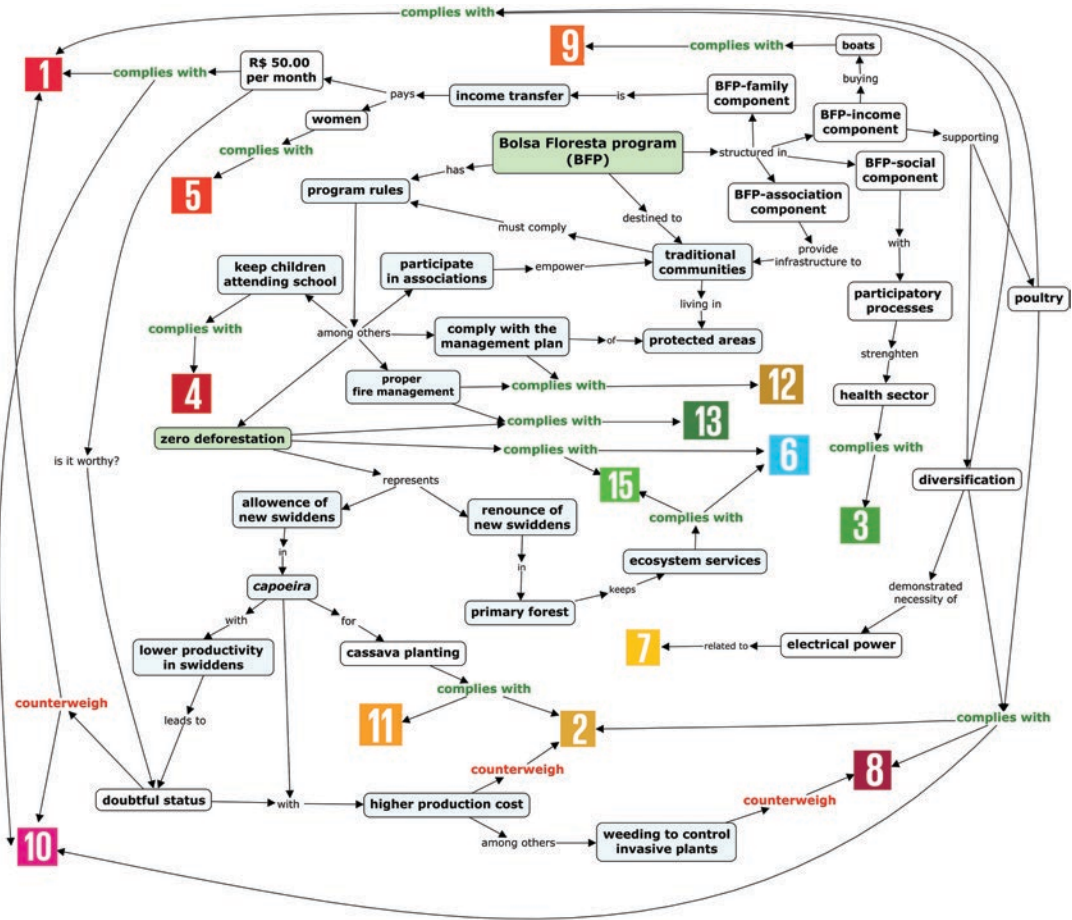 complies with
9
complies with
boats
1
complies with
R$ 50.00
per month
buying
pays
income transfer
is
BFP-family
component
BFP-income
component
supporting
women
complies with
Bolsa Floresta program
(BFP)
structured in
BFP-social
component
5
has
program rules
BFP-association
component
destined to
must comply
with
provide
infrastructure to
keep children
attending school
participate
in associations
empower
traditional
communities
participatory
processes
poultry
living in
complies with
among others
comply with the
management plan
of
protected areas
strenghten
4
proper
fire management
complies with
12
health sector
zero deforestation
complies with
13
complies with
complies with
6
is it worthy?
represents
15
diversification
allowence of
new swiddens
renounce of
new swiddens
complies with
3
in
in
ecosystem services
capoeira
keeps
demonstrated
necessity of
primary forest
with
for
lower productivity
in swiddens
cassava planting
7
related to
electrical power
complies with
counterweigh
leads to
11
2
complies with
counterweigh
8
doubtful status
with
higher production cost
counterweigh
10
among others
weeding to control
invasive plants